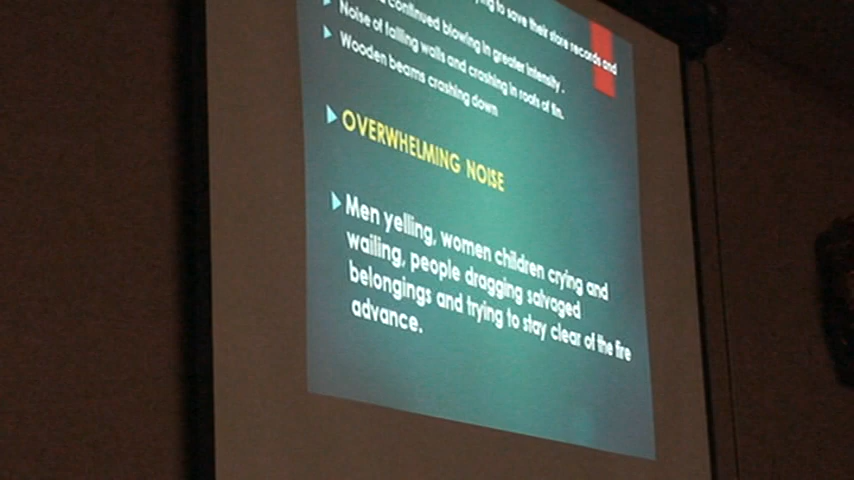 ying to save their store records and
continued blowing in greater intensity.
Noise of falling walls and crashing in roofs of tin.
Wooden beams crashing down
OVERWHELMING NOISE
Men yelling, women children crying and
wailing, people dragging salvaged
belongings and trying to stay clear of the fire
advance.